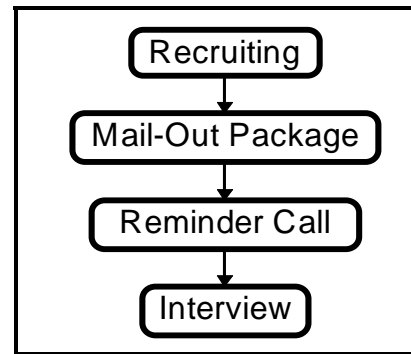 Recruiting
Mail-Out Package
Reminder Call
Interview